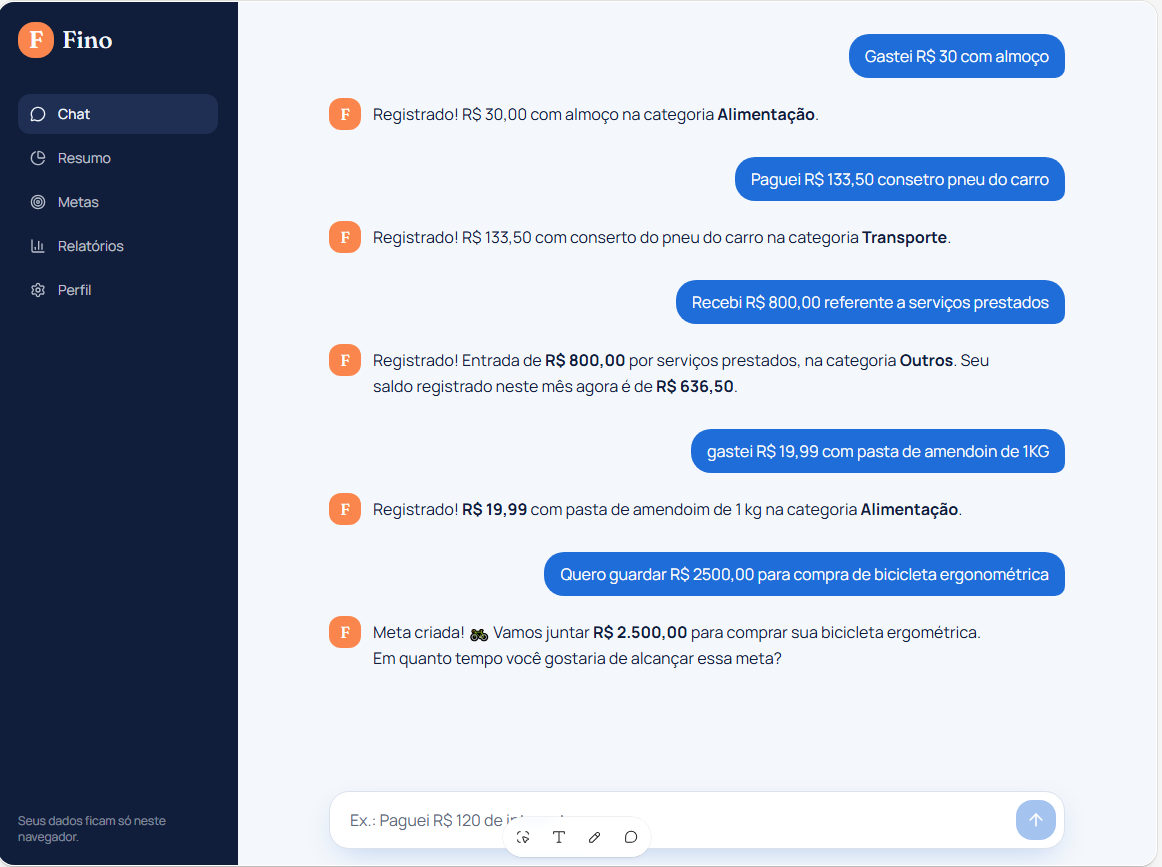 F Fino
Chat
Resumo
Metas
Relatórios
Perfil
Seus dados ficam só neste
navegador.
Gastei R$ 30 com almoço
F Registrado! R$ 30,00 com almoço na categoria Alimentação.
Paguei R$ 133,50 consetro pneu do carro
F Registrado! R$ 133,50 com conserto do pneu do carro na categoria Transporte.
Recebi R$ 800,00 referente a serviços prestados
F Registrado! Entrada de R$ 800,00 por serviços prestados, na categoria Outros. Seu
saldo registrado neste mês agora é de R$ 636,50.
gastei R$ 19,99 com pasta de amendoin de 1KG
F Registrado! R$ 19,99 com pasta de amendoim de 1 kg na categoria Alimentação.
Quero guardar R$ 2500,00 para compra de bicicleta ergonométrica
F Meta criada! 🚲 Vamos juntar R$ 2.500,00 para comprar sua bicicleta ergométrica.
Em quanto tempo você gostaria de alcançar essa meta?
Ex.: Paguei R$ 120 de
T